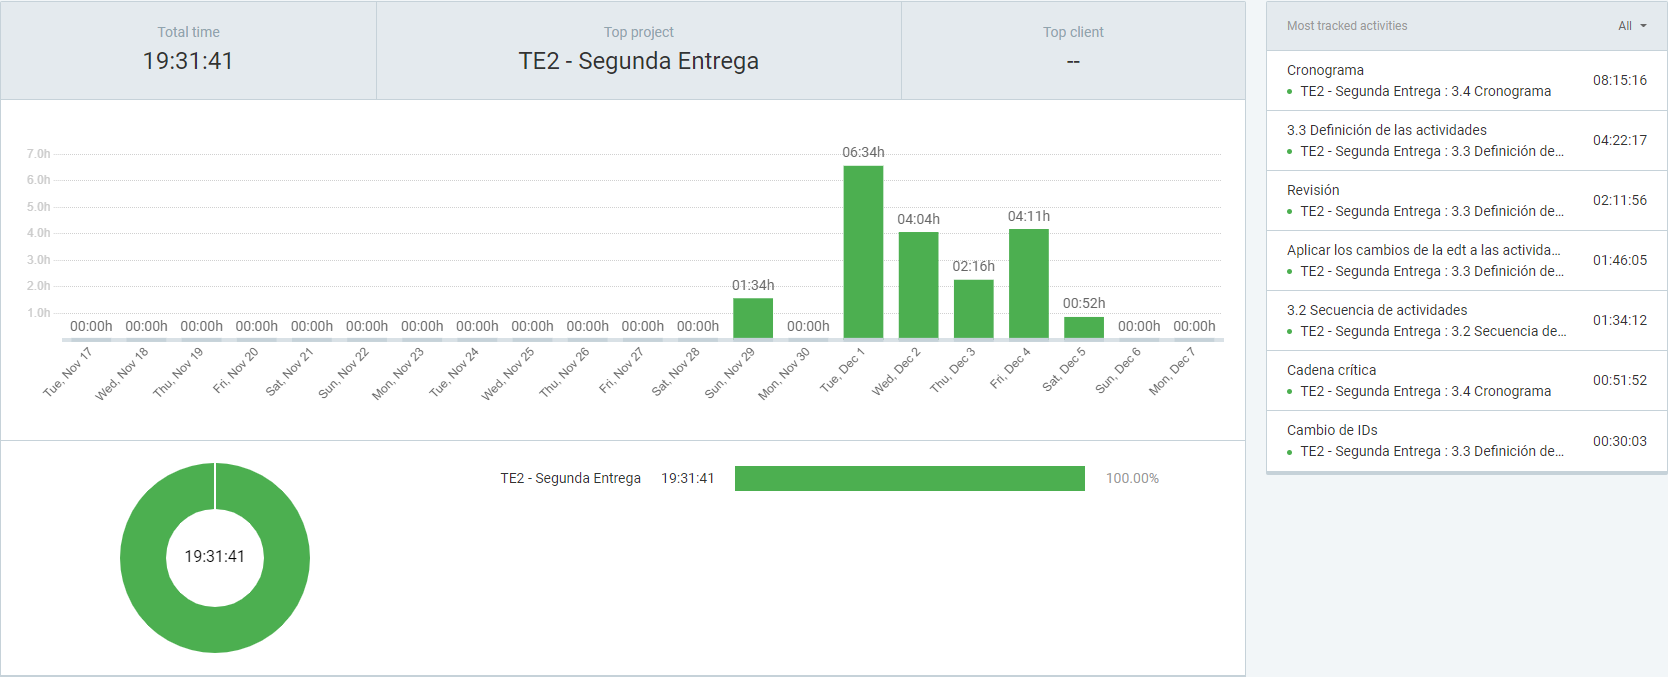 Total time
19:31:41
Top project
TE2 - Segunda Entrega
Top client
--
7.0h
6.0h
5.0h
4.0h
3.0h
2.0h
1.0h
00:00h 00:00h 00:00h 00:00h 00:00h 00:00h 00:00h 00:00h 00:00h 00:00h 00:00h 00:00h 01:34h 00:00h 06:34h 04:04h 02:16h 04:11h 00:52h 00:00h 00:00h
Tue, Nov 17
Wed, Nov 18
Thu, Nov 19
Fri, Nov 20
Sat, Nov 21
Sun, Nov 22
Mon, Nov 23
Tue, Nov 24
Wed, Nov 25
Thu, Nov 26
Fri, Nov 27
Sat, Nov 28
Sun, Nov 29
Mon, Nov 30
Tue, Dec 1
Wed, Dec 2
Thu, Dec 3
Fri, Dec 4
Sat, Dec 5
Sun, Dec 6
Mon, Dec 7
19:31:41
TE2 - Segunda Entrega 19:31:41 100.00%
Most tracked activities All
Cronograma
TE2 - Segunda Entrega : 3.4 Cronograma
08:15:16
3.3 Definición de las actividades
TE2 - Segunda Entrega : 3.3 Definición de...
04:22:17
Revisión
TE2 - Segunda Entrega : 3.3 Definición de...
02:11:56
Aplicar los cambios de la edt a las activida...
TE2 - Segunda Entrega : 3.3 Definición de...
01:46:05
3.2 Secuencia de actividades
TE2 - Segunda Entrega : 3.2 Secuencia de...
01:34:12
Cadena crítica
TE2 - Segunda Entrega : 3.4 Cronograma
00:51:52
Cambio de IDs
TE2 - Segunda Entrega : 3.3 Definición de...
00:30:03